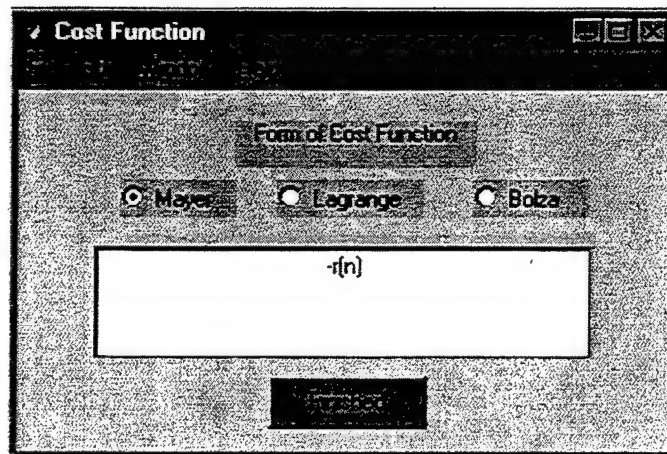 Cost Function
Form of Cost Function
Mayer Lagrange Bolza
-r(n)